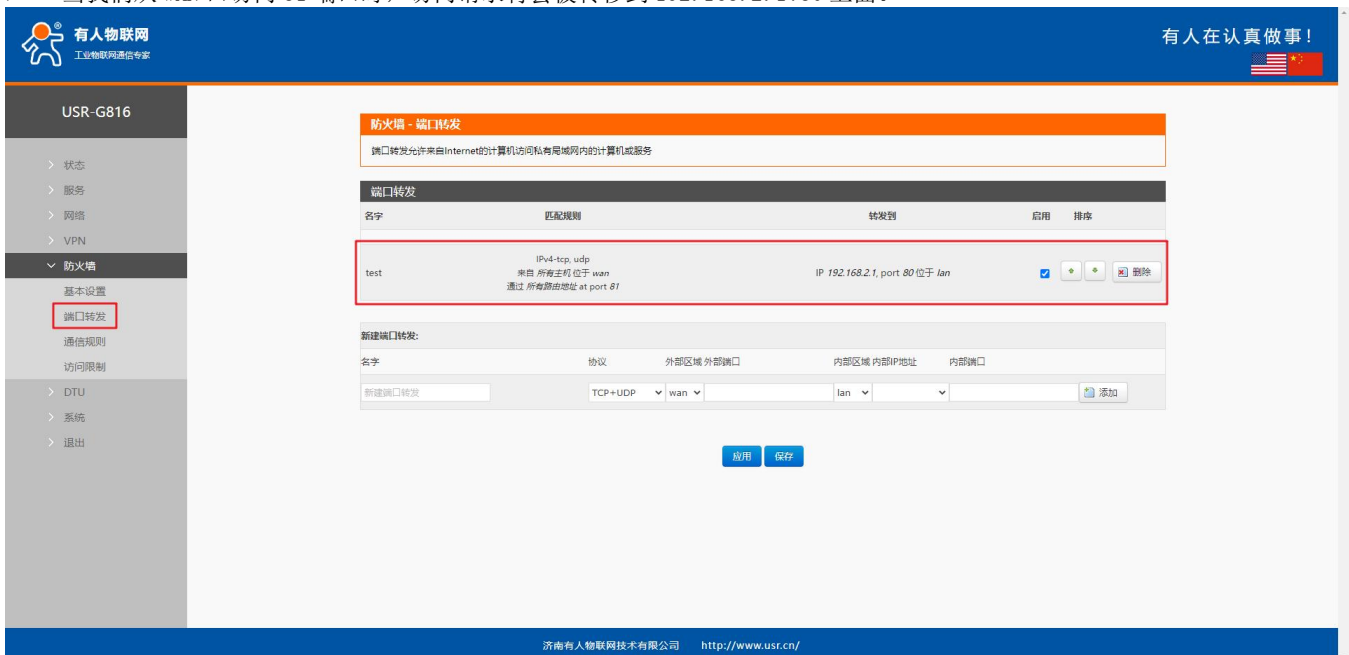 有人物联网
工业物联网通信专家
有人在认真做事！
USR-G816
状态
服务
网络
VPN
防火墙
基本设置
端口转发
通信规则
访问限制
DTU
系统
退出
防火墙 - 端口转发
端口转发允许来自Internet的计算机访问私有局域网内的计算机或服务
端口转发
名字 匹配规则 转发到 启用 排序
test
IPv4-tcp, udp
来自 所有主机 位于 wan
通过 所有路由地址 at port 81
IP 192.168.2.1, port 80 位于 lan
删除
新建端口转发:
名字 协议 外部区域 外部端口 内部区域 内部IP地址 内部端口
新建端口转发 TCP+UDP wan lan 添加
应用 保存
济南有人物联网技术有限公司 http://www.usr.cn/